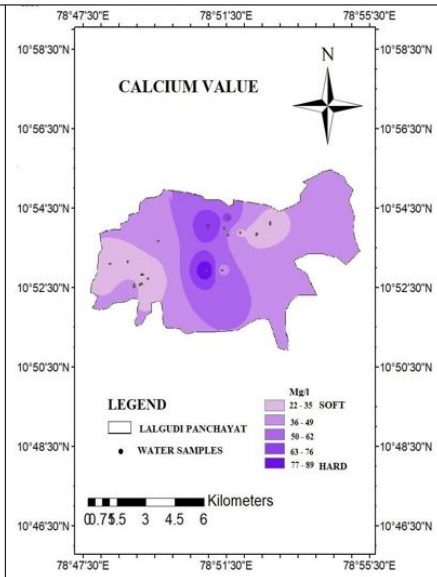 78°47'30"E 78°51'30"E 78°55'30"E
10°58'30"N 10°58'30"N
N
CALCIUM VALUE
10°56'30"N 10°56'30"N
10°54'30"N 10°54'30"N
10°52'30"N 10°52'30"N
10°50'30"N 10°50'30"N
Mg/l
LEGEND
22 - 35 SOFT
LALGUDI PANCHAYAT
36 - 49
50 - 62
WATER SAMPLES
63 - 76
10°48'30"N 10°48'30"N
77 - 89 HARD
Kilometers
00.751.5 3 4.5 6
10°46'30"N 10°46'30"N
78°47'30"E 78°51'30"E 78°55'30"E